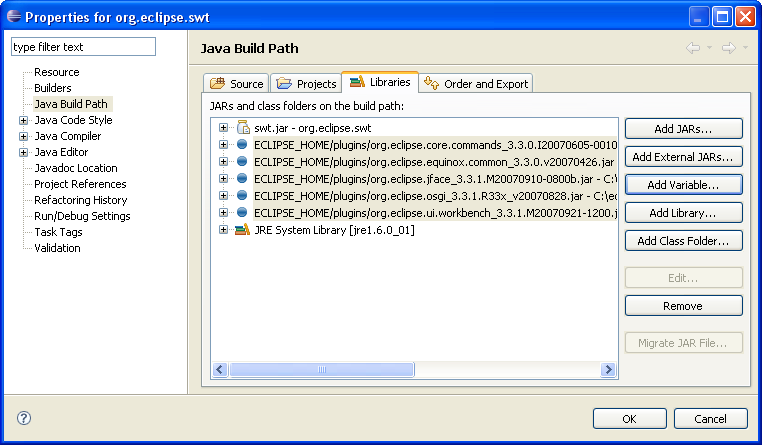 Properties for org.eclipse.swt
type filter text
Resource
Builders
Java Build Path
Java Code Style
Java Compiler
Java Editor
Javadoc Location
Project References
Refactoring History
Run/Debug Settings
Task Tags
Validation
Java Build Path
Source
Projects
Libraries
Order and Export
JARs and class folders on the build path:
swt.jar - org.eclipse.swt
ECLIPSE_HOME/plugins/org.eclipse.core.commands_3.3.0.I20070605-0010
ECLIPSE_HOME/plugins/org.eclipse.equinox.common_3.3.0.v20070426.jar
ECLIPSE_HOME/plugins/org.eclipse.jface_3.3.1.M20070910-0800b.jar - C:\
ECLIPSE_HOME/plugins/org.eclipse.osgi_3.3.1.R33x_v20070828.jar - C:\ec
ECLIPSE_HOME/plugins/org.eclipse.ui.workbench_3.3.1.M20070921-1200.j
JRE System Library [jre1.6.0_01]
Add JARs...
Add External JARs...
Add Variable...
Add Library...
Add Class Folder...
Edit...
Remove
Migrate JAR File...
?
OK
Cancel